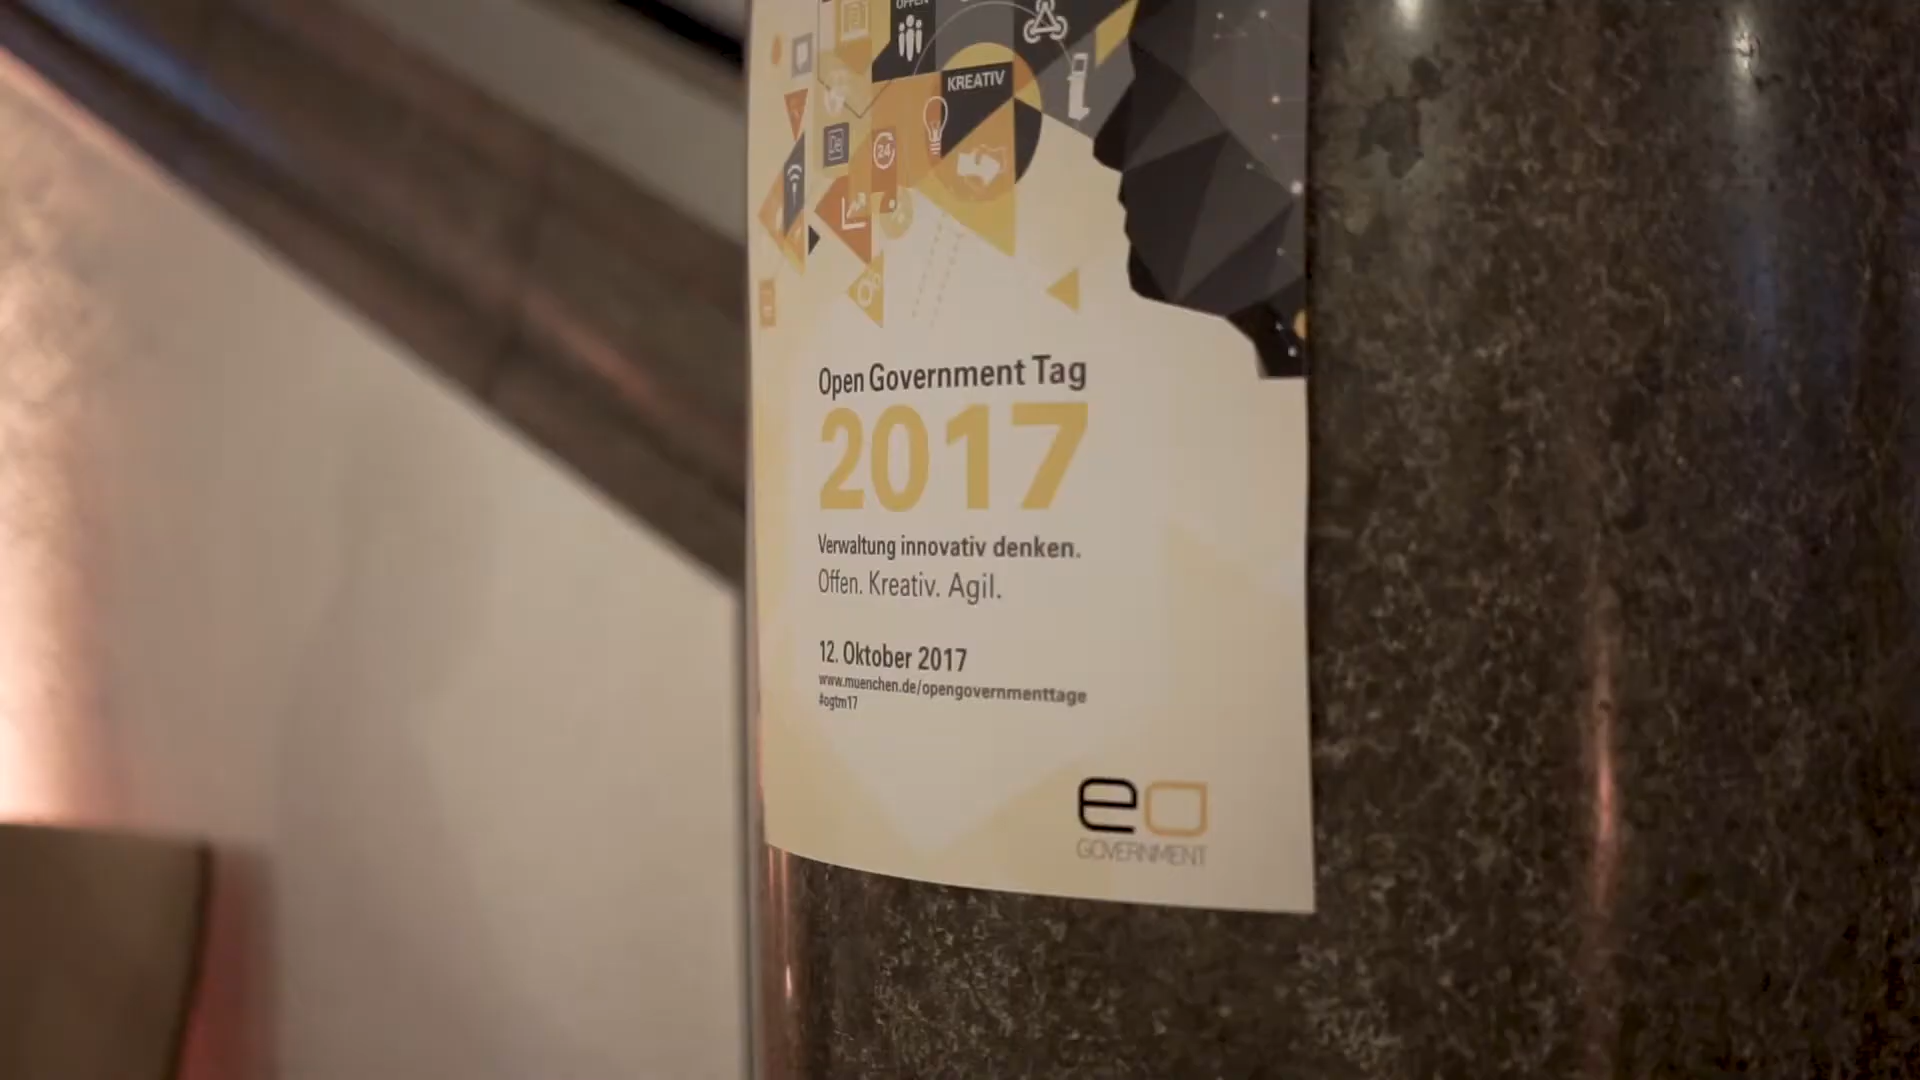 OFFEN
KREATIV
24
Open Government Tag
2017
Verwaltung innovativ denken.
Offen. Kreativ. Agil.
12. Oktober 2017
www.muenchen.de/opengovernmenttage
#ogtm17
eo
GOVERNMENT